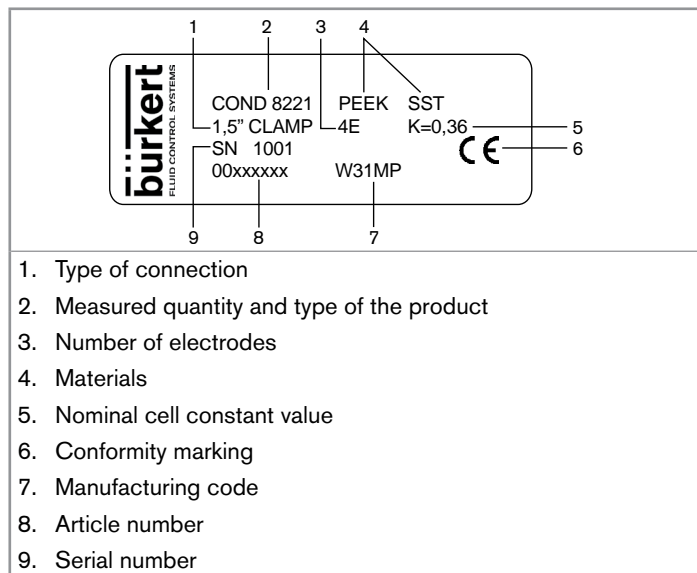 1 2 3 4
bürkert
FLUID CONTROL SYSTEMS
COND 8221 PEEK SST
1,5” CLAMP 4E K=0,36 5
SN 1001 CE 6
00xxxxxx W31MP
9 8 7
1. Type of connection
2. Measured quantity and type of the product
3. Number of electrodes
4. Materials
5. Nominal cell constant value
6. Conformity marking
7. Manufacturing code
8. Article number
9. Serial number